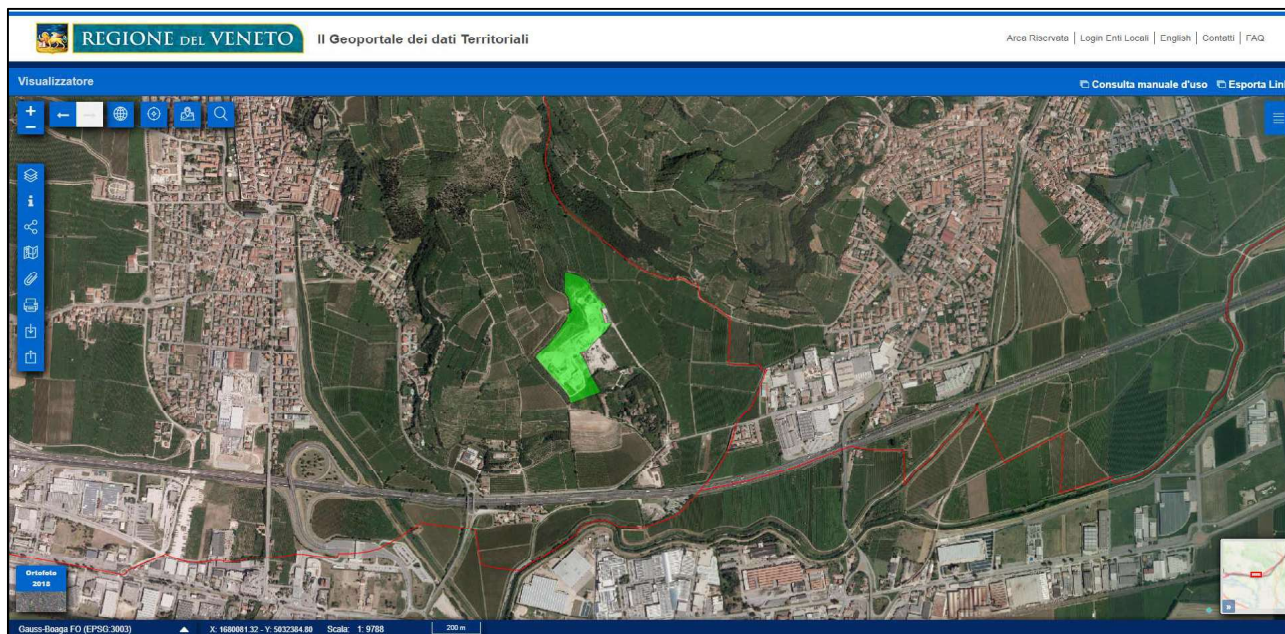 REGIONE DEL VENETO
Il Geoportale dei dati Territoriali
Area Riservata | Login Enti Locali | English | Contatti | FAQ
Visualizzatore
Consulta manuale d'uso Esporta Link
Ortofoto
2018
Gauss-Boaga FO (EPSG:3003) X: 1680081.32 - Y: 5032384.80 Scala: 1: 9788 200 m